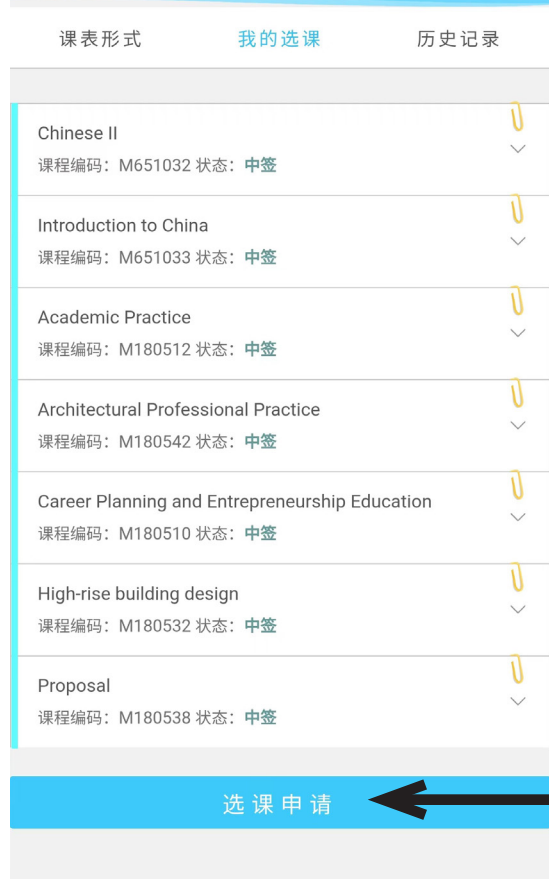 课表形式 我的选课 历史记录
Chinese II
课程编码：M651032 状态：中签
Introduction to China
课程编码：M651033 状态：中签
Academic Practice
课程编码：M180512 状态：中签
Architectural Professional Practice
课程编码：M180542 状态：中签
Career Planning and Entrepreneurship Education
课程编码：M180510 状态：中签
High-rise building design
课程编码：M180532 状态：中签
Proposal
课程编码：M180538 状态：中签
选课申请